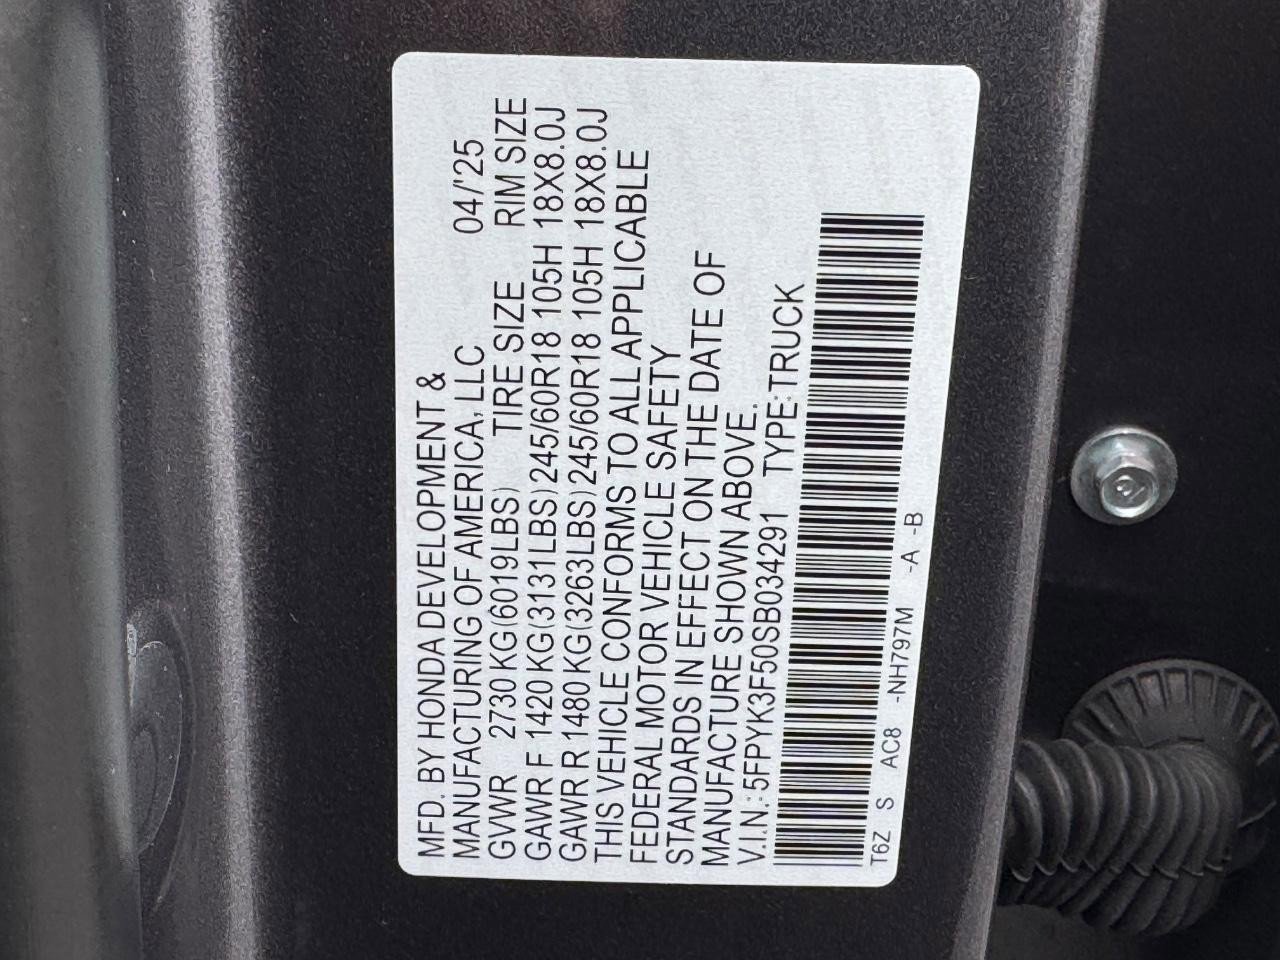 MFD. BY HONDA DEVELOPMENT &
MANUFACTURING OF AMERICA, LLC 04/'25
GVWR 2730 KG(6019LBS) TIRE SIZE RIM SIZE
GAWR F 1420 KG(3131LBS)245/60R18 105H 18X8.0J
GAWR R 1480 KG(3263LBS)245/60R18 105H 18X8.0J
THIS VEHICLE CONFORMS TO ALL APPLICABLE
FEDERAL MOTOR VEHICLE SAFETY
STANDARDS IN EFFECT ON THE DATE OF
MANUFACTURE SHOWN ABOVE.
V.I.N.: 5FPYK3F50SB034291 TYPE:TRUCK
T6Z S AC8 -NH797M -A -B